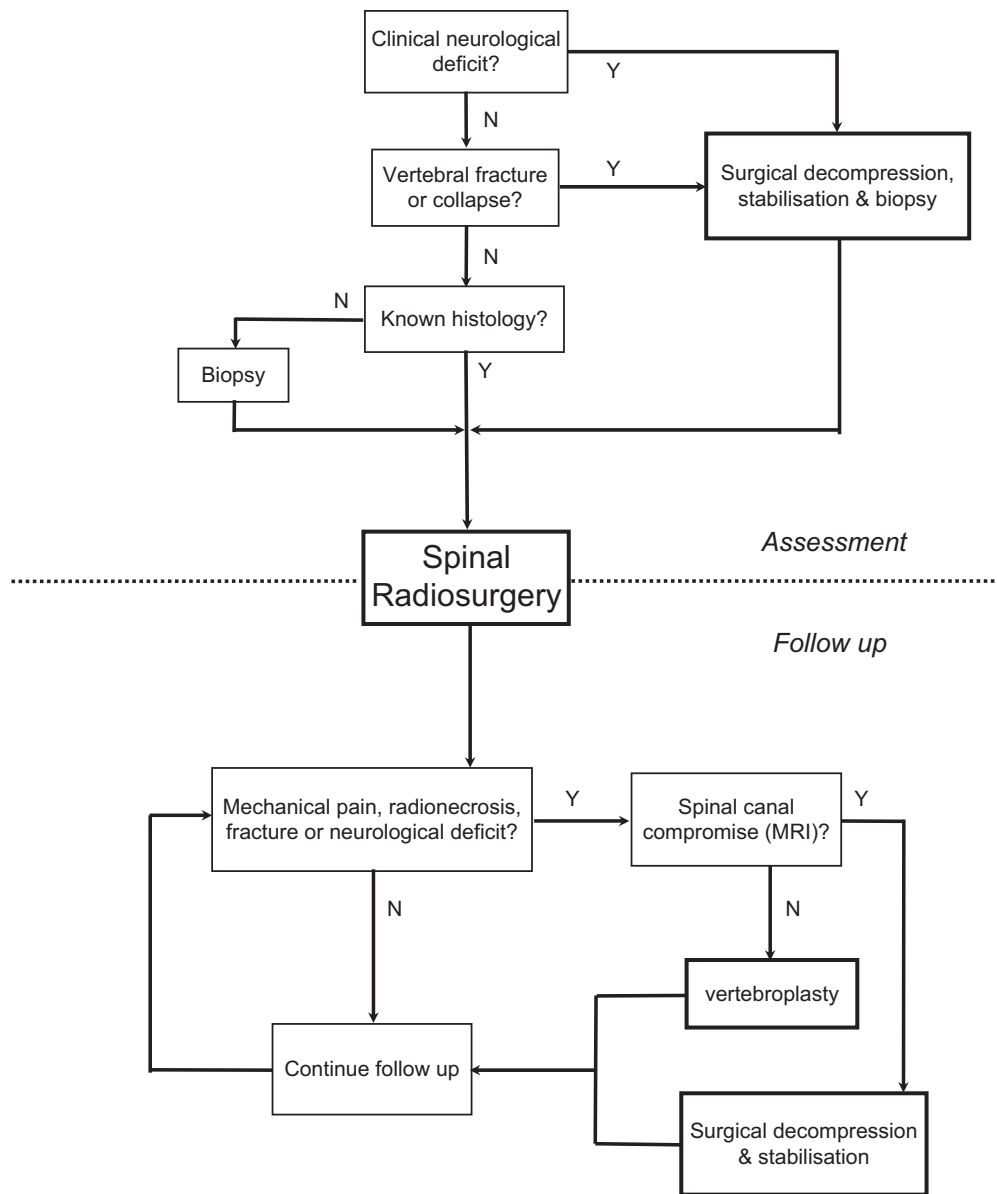 Clinical neurological
deficit?
Y
N
Vertebral fracture
or collapse?
Y
Surgical decompression,
stabilisation & biopsy
N
N
Known histology?
Biopsy
Y
Spinal
Radiosurgery
Assessment
Follow up
Mechanical pain, radionecrosis,
fracture or neurological deficit?
Y
Spinal canal
compromise (MRI)?
Y
N
N
vertebroplasty
Continue follow up
Surgical decompression
& stabilisation